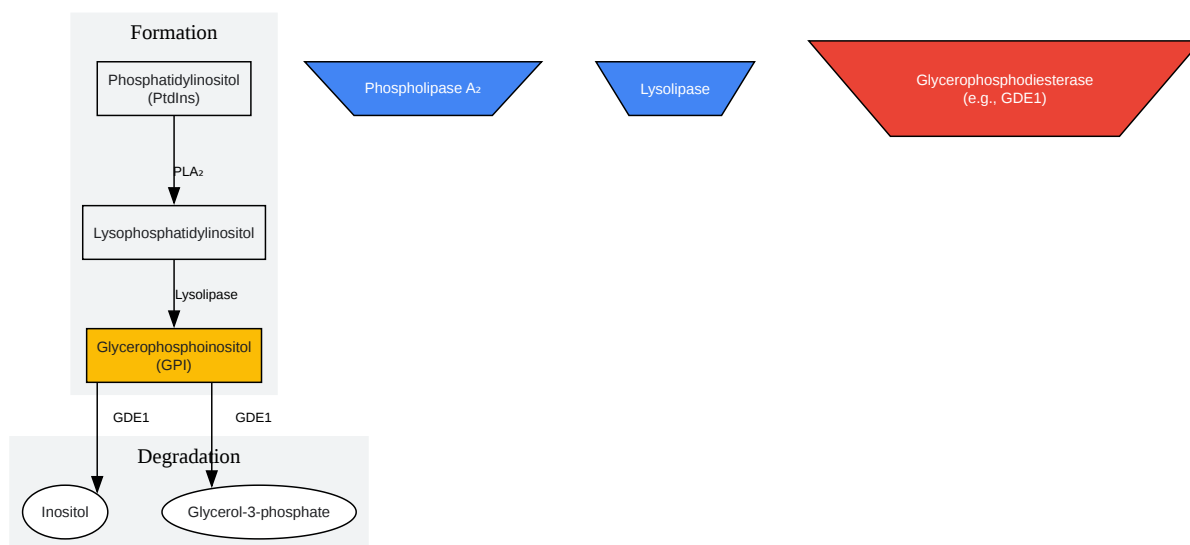 Formation
Phosphatidylinositol
(PtdIns)
Phospholipase A₂
Lysolipase
Glycerophosphodiesterase
(e.g., GDE1)
PLA₂
Lysophosphatidylinositol
Lysolipase
Glycerophosphoinositol
(GPI)
GDE1
GDE1
Degradation
Inositol
Glycerol-3-phosphate